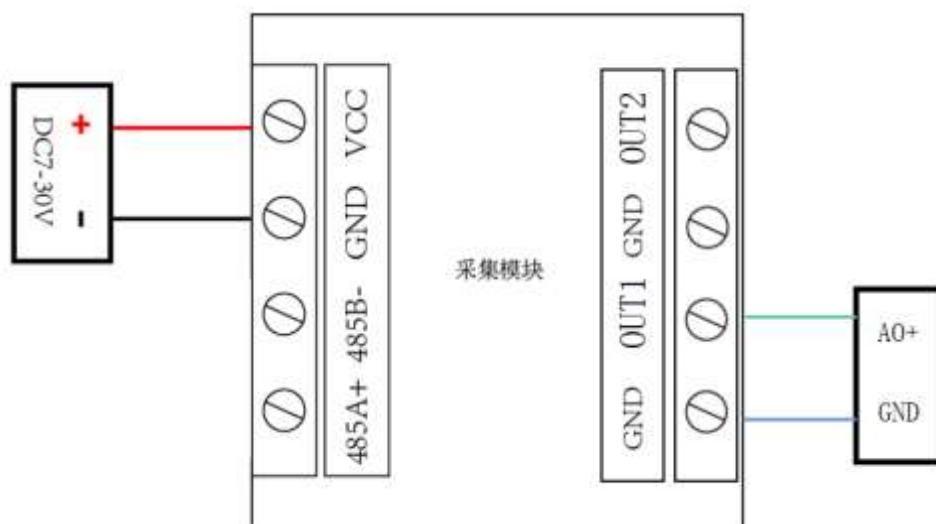 +
DC7-30V
-
VCC
GND
485B-
485A+
采集模块
OUT2
GND
OUT1
GND
AO+
GND